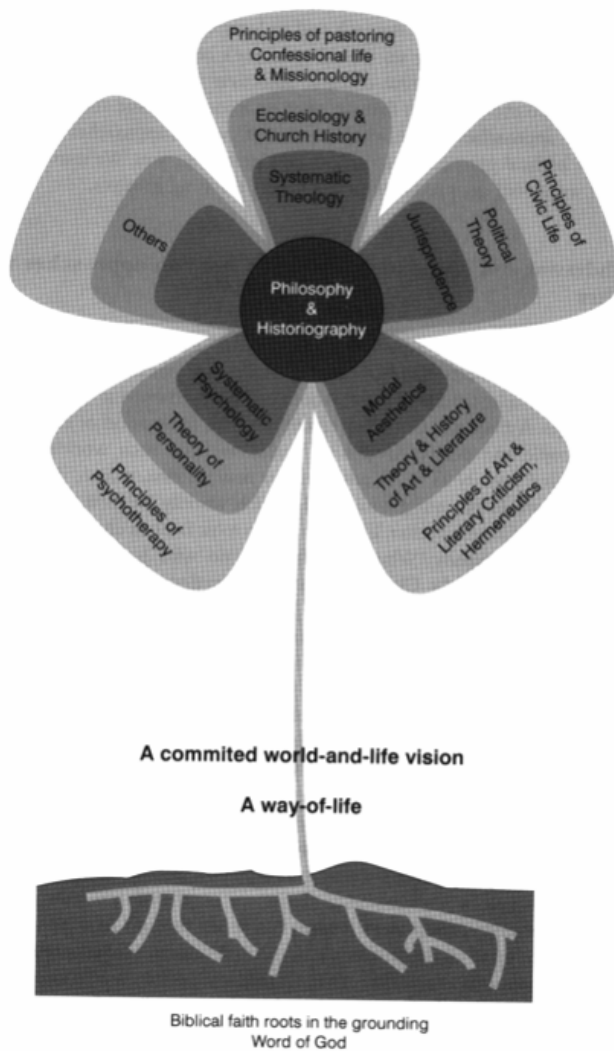 Principles of pastoring
Confessional life
& Missionology
Ecclesiology &
Church History
Systematic
Theology
Others
Jurisprudence
Political
Theory
Principles of
Civic Life
Philosophy
&
Historiography
Systematic
Psychology
Theory of
Personality
Principles of
Psychotherapy
Modal
Aesthetics
Theory & History
of Art & Literature
Principles of Art &
Literary Criticism,
Hermeneutics
A commited world-and-life vision
A way-of-life
Biblical faith roots in the grounding
Word of God